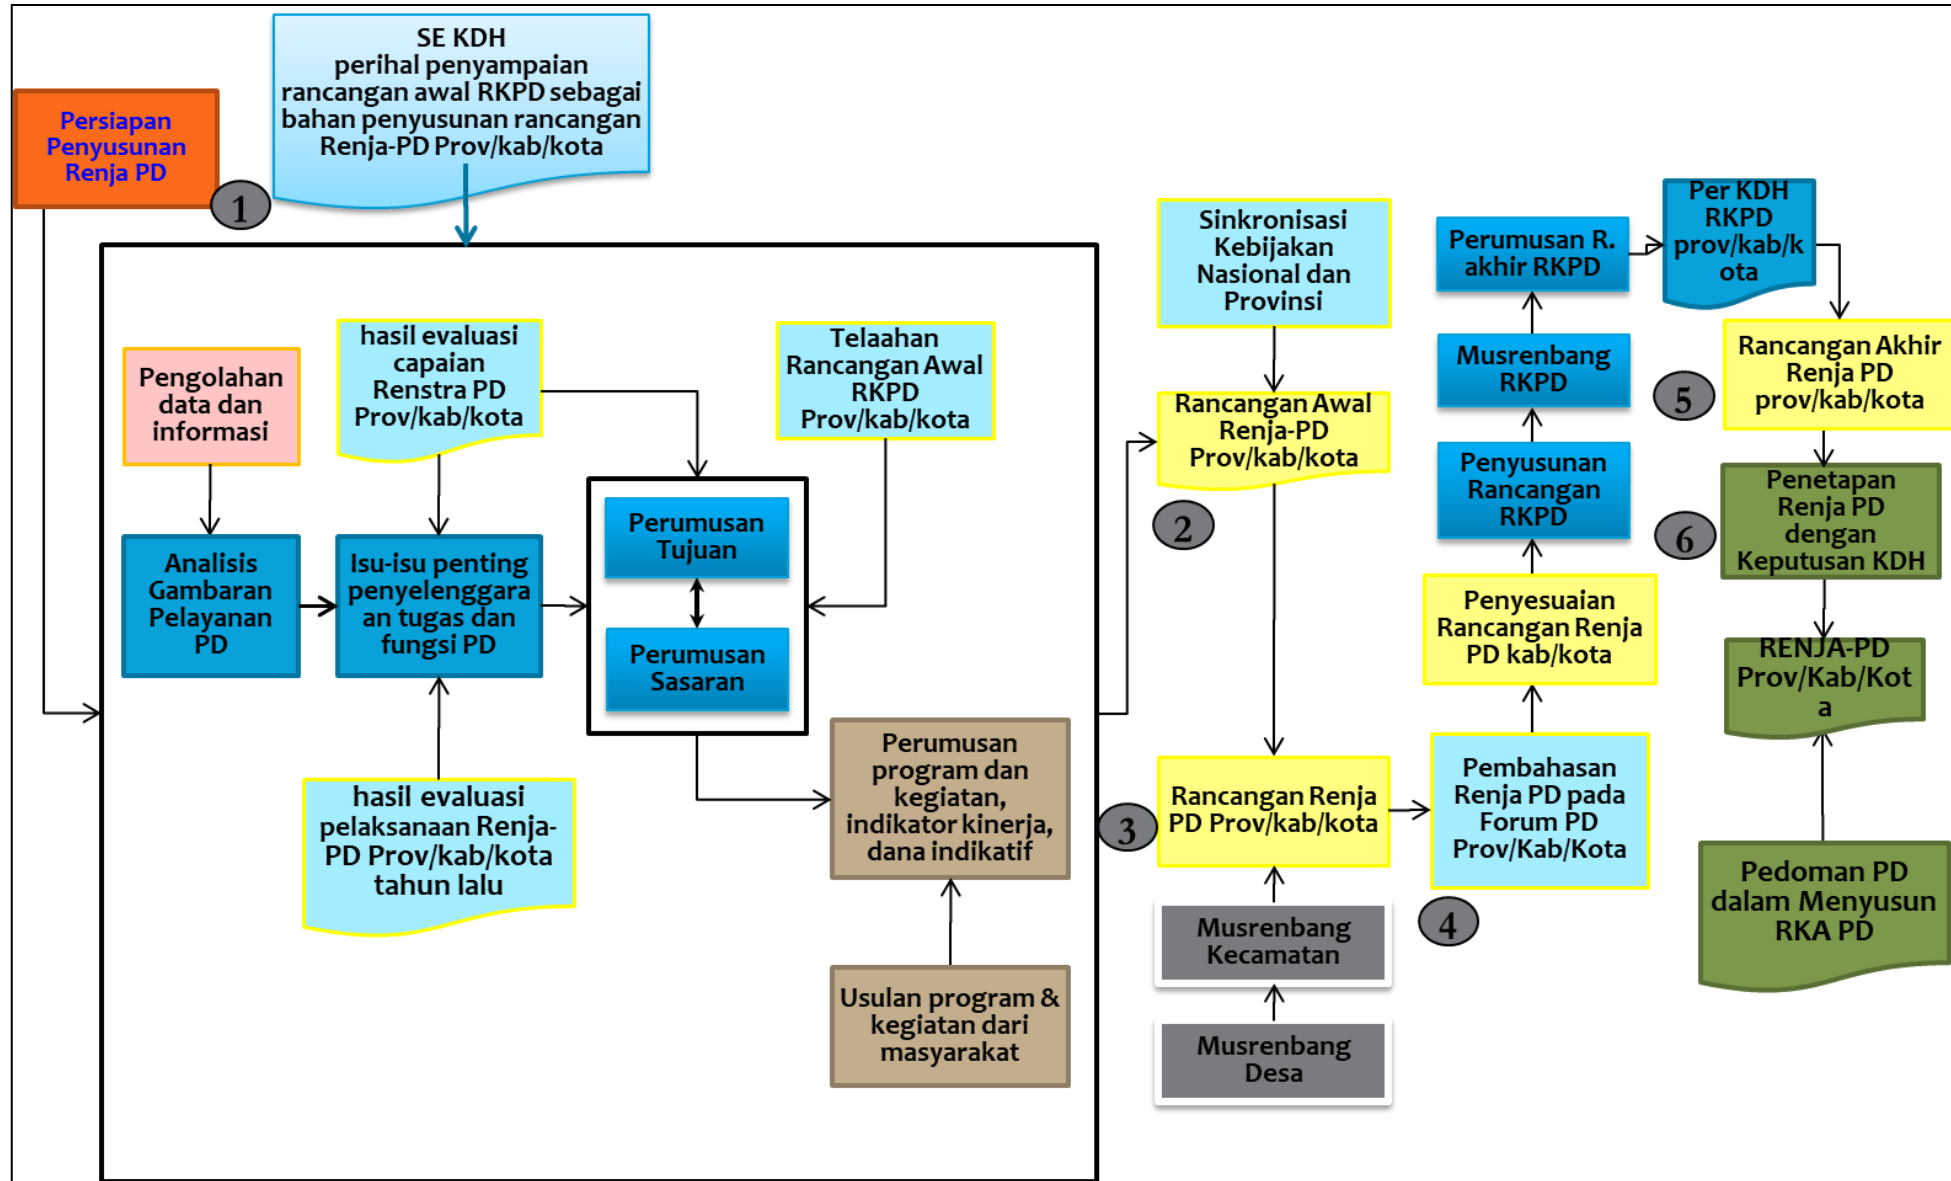 SE KDH
perihal penyampaian
rancangan awal RKPD sebagai
bahan penyusunan rancangan
Renja-PD Prov/kab/kota
Persiapan
Penyusunan
Renja PD
1
hasil evaluasi
capaian
Renstra PD
Prov/kab/kota
Telaahan
Rancangan Awal
RKPD
Prov/kab/kota
Pengolahan
data dan
informasi
Analisis
Gambaran
Pelayanan
PD
Isu-isu penting
penyelenggara
an tugas dan
fungsi PD
Perumusan
Tujuan
Perumusan
Sasaran
hasil evaluasi
pelaksanaan Renja-
PD Prov/kab/kota
tahun lalu
Perumusan
program dan
kegiatan,
indikator kinerja,
dana indikatif
Usulan program &
kegiatan dari
masyarakat
Sinkronisasi
Kebijakan
Nasional dan
Provinsi
Rancangan Awal
Renja-PD
Prov/kab/kota
2
Rancangan Renja
PD Prov/kab/kota
3
Musrenbang
Kecamatan
Musrenbang
Desa
Pembahasan
Renja PD pada
Forum PD
Prov/Kab/Kota
4
Penyesuaian
Rancangan Renja
PD kab/kota
Penyusunan
Rancangan
RKPD
Musrenbang
RKPD
Perumusan R.
akhir RKPD
Per KDH
RKPD
prov/kab/k
ota
Rancangan Akhir
Renja PD
prov/kab/kota
5
Penetapan
Renja PD
dengan
Keputusan KDH
6
RENJA-PD
Prov/Kab/Kot
a
Pedoman PD
dalam Menyusun
RKA PD